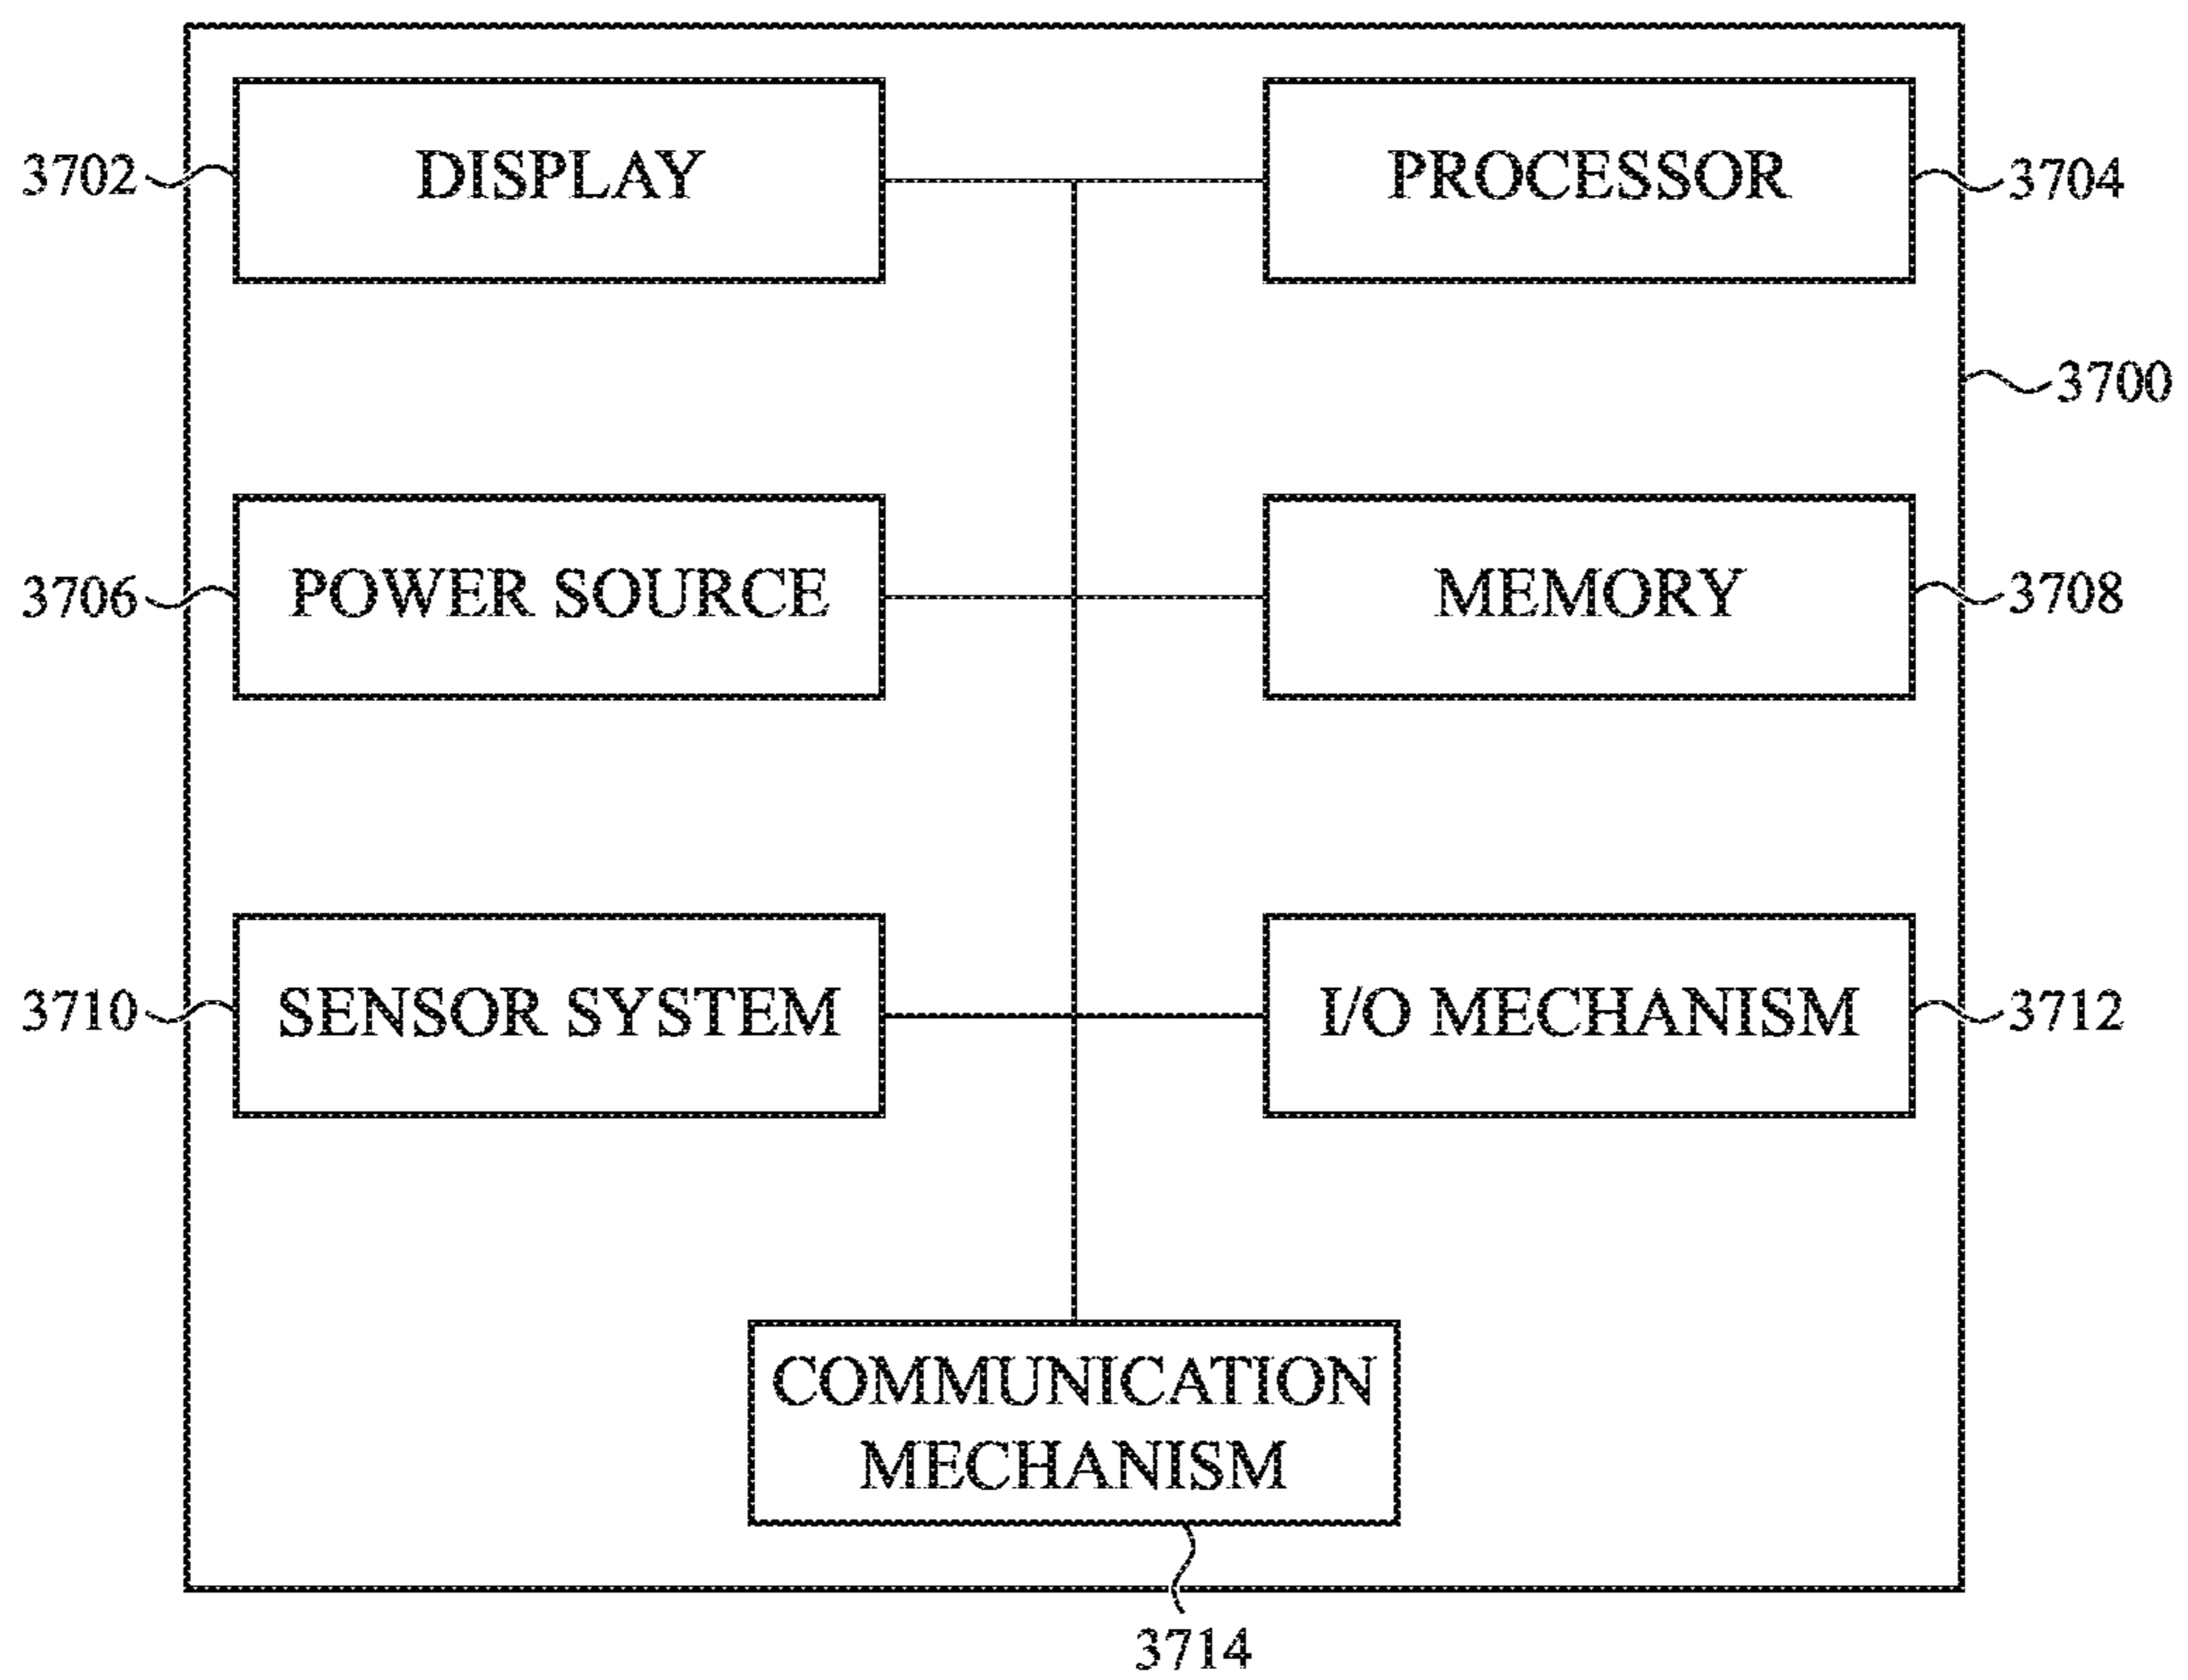 3702
DISPLAY
PROCESSOR
3704
3700
3706
POWER SOURCE
MEMORY
3708
3710
SENSOR SYSTEM
I/O MECHANISM
3712
COMMUNICATION
MECHANISM
3714